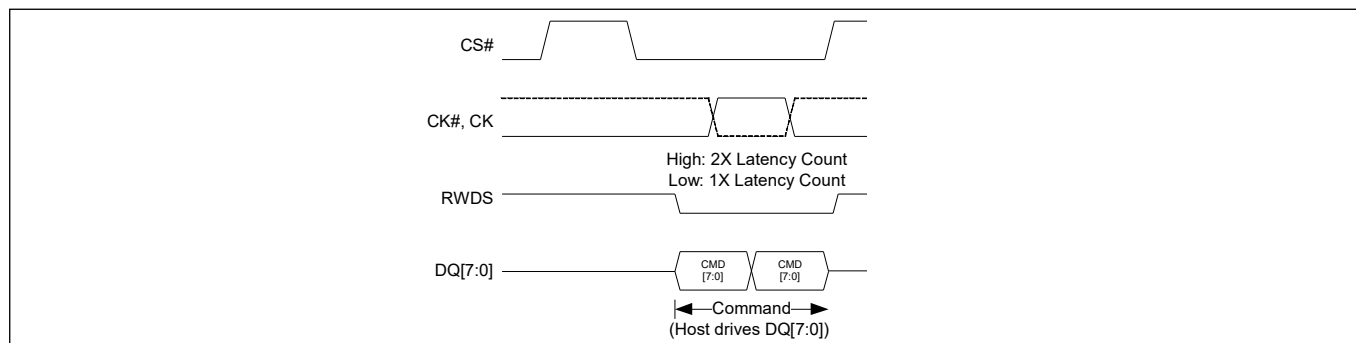 CS#
CK#, CK
High: 2X Latency Count
Low: 1X Latency Count
RWDS
DQ[7:0]
CMD
[7:0]
CMD
[7:0]
Command
(Host drives DQ[7:0])